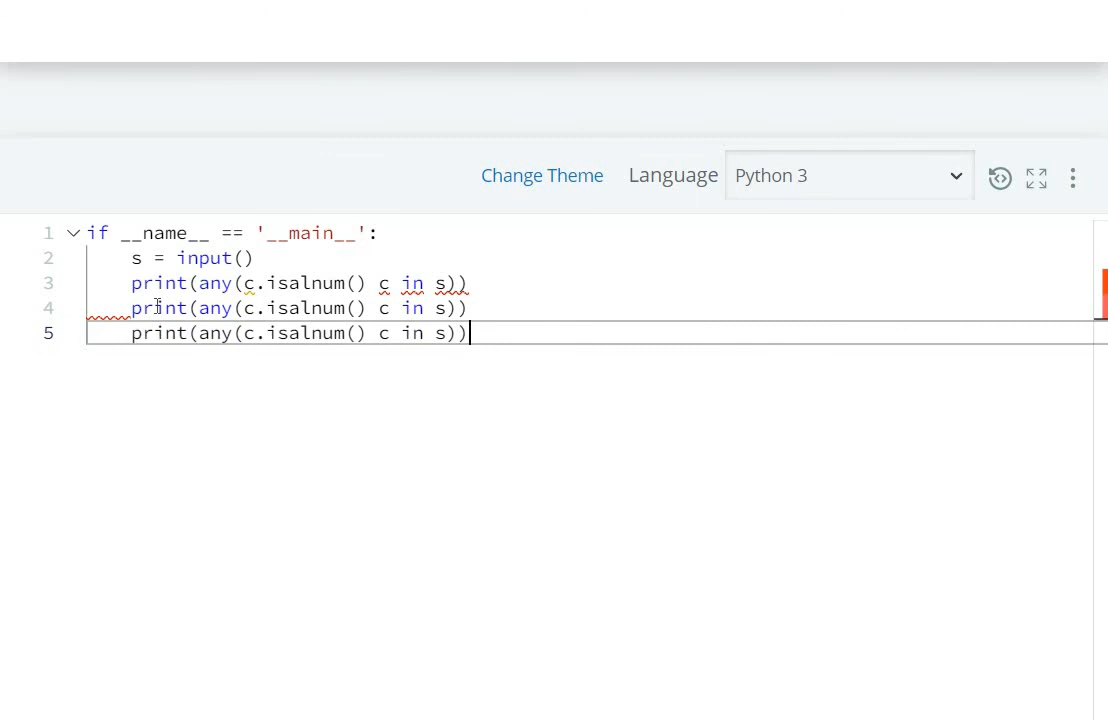 Change Theme Language Python 3
1 if __name__ == '__main__':
2 s = input()
3 print(any(c.isalnum() c in s))
4 print(any(c.isalnum() c in s))
5 print(any(c.isalnum() c in s))